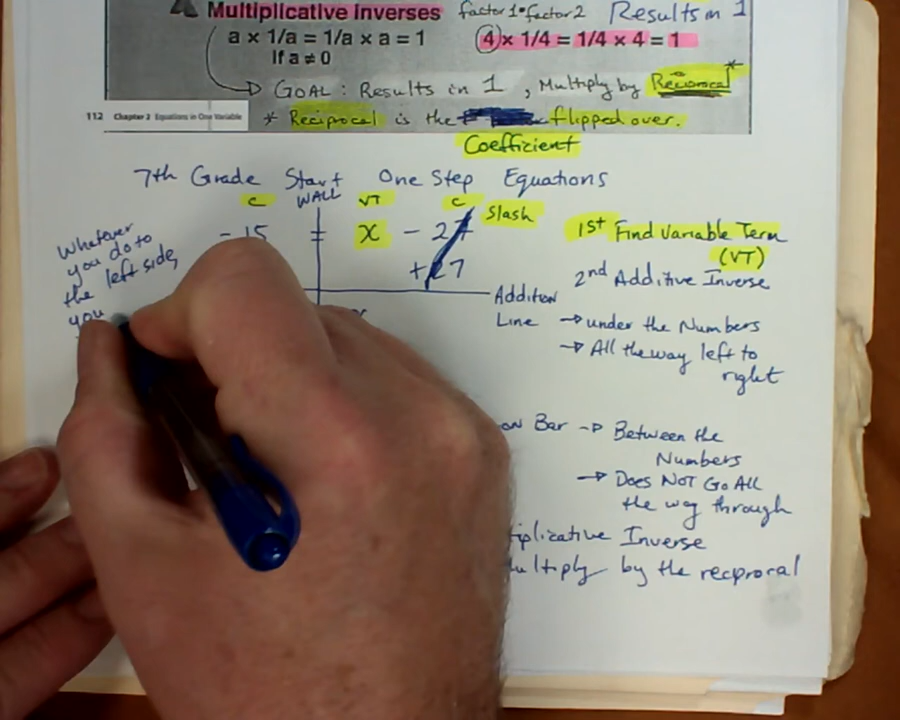 Multiplicative Inverses factor 1 • factor 2 Results in 1
a x 1/a = 1/a x a = 1 4 x 1/4 = 1/4 x 4 = 1
If a ≠ 0
GOAL: Results in 1, Multiply by Reciprocal *
112 Chapter 2 Equations in One Variable
* Reciprocal is the flipped over.
Coefficient
7th Grade Start One Step Equations
C WALL VT C Slash
- 15 = x - 27
+27
Whatever
you do to
the left side,
you
Addition
Line
1st Find Variable Term
(VT)
2nd Additive Inverse
→ under the Numbers
→ All the way left to
right
on Bar → Between the
Numbers
→ Does NOT Go All
the way through
tiplicative Inverse
ultiply by the reciproral